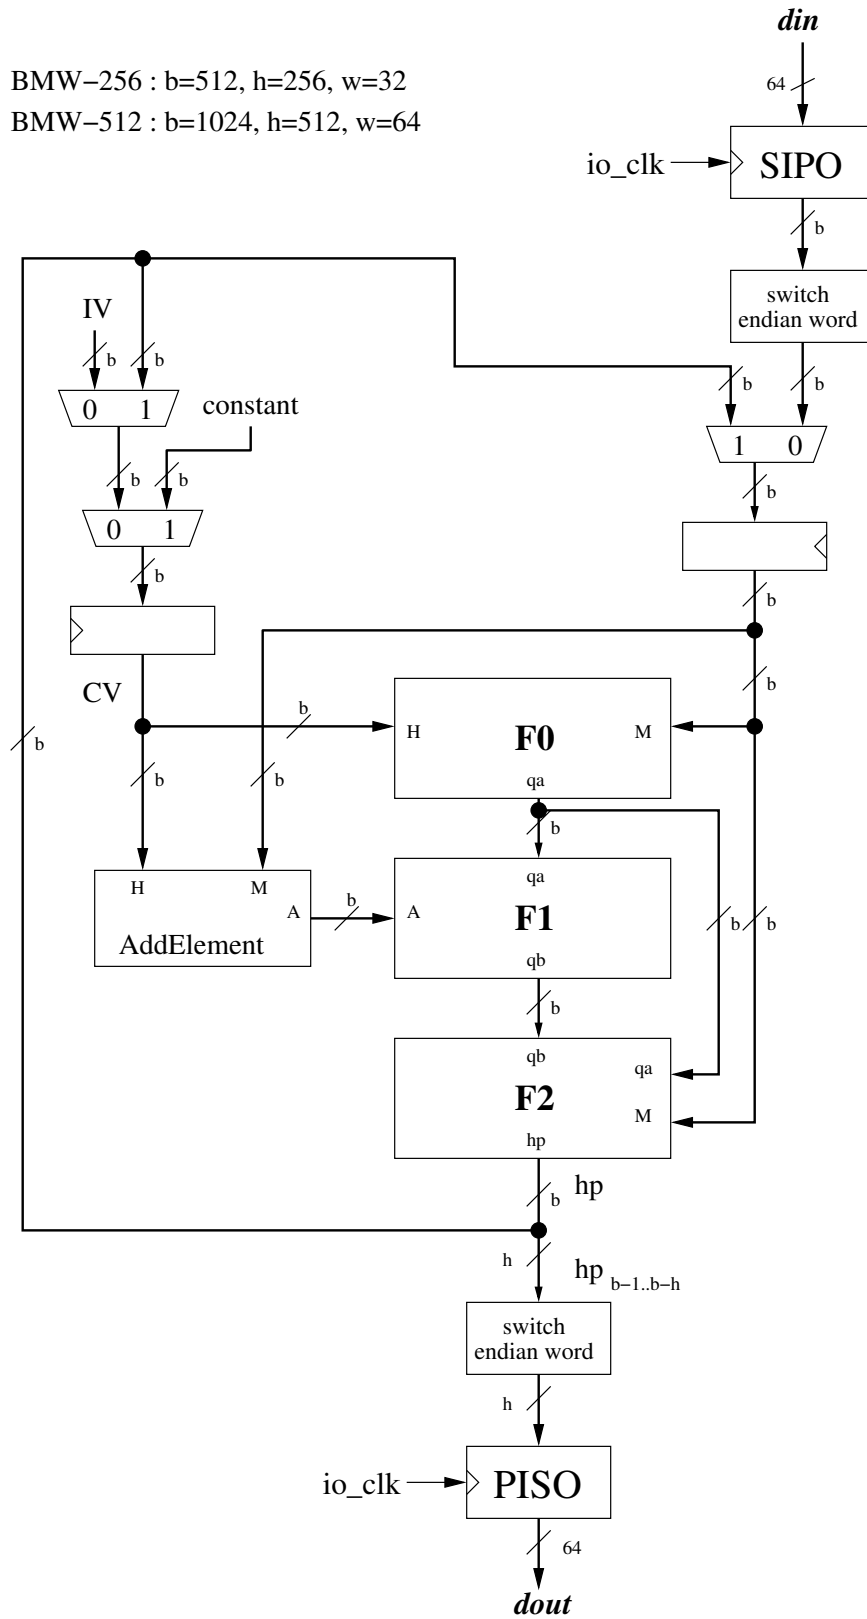 din
BMW−256 : b=512, h=256, w=32
64
BMW−512 : b=1024, h=512, w=64
io_clk
SIPO
b
switch
endian word
IV
b
b
b
b
0 1
constant
1 0
b
b
b
0 1
b
b
CV
b
b
H
F0
M
b
b
b
qa
b
H
M
qa
A
b
A
F1
b
b
AddElement
qb
b
qb
qa
F2
M
hp
b
hp
h
hp b−1..b−h
switch
endian word
h
io_clk
PISO
64
dout